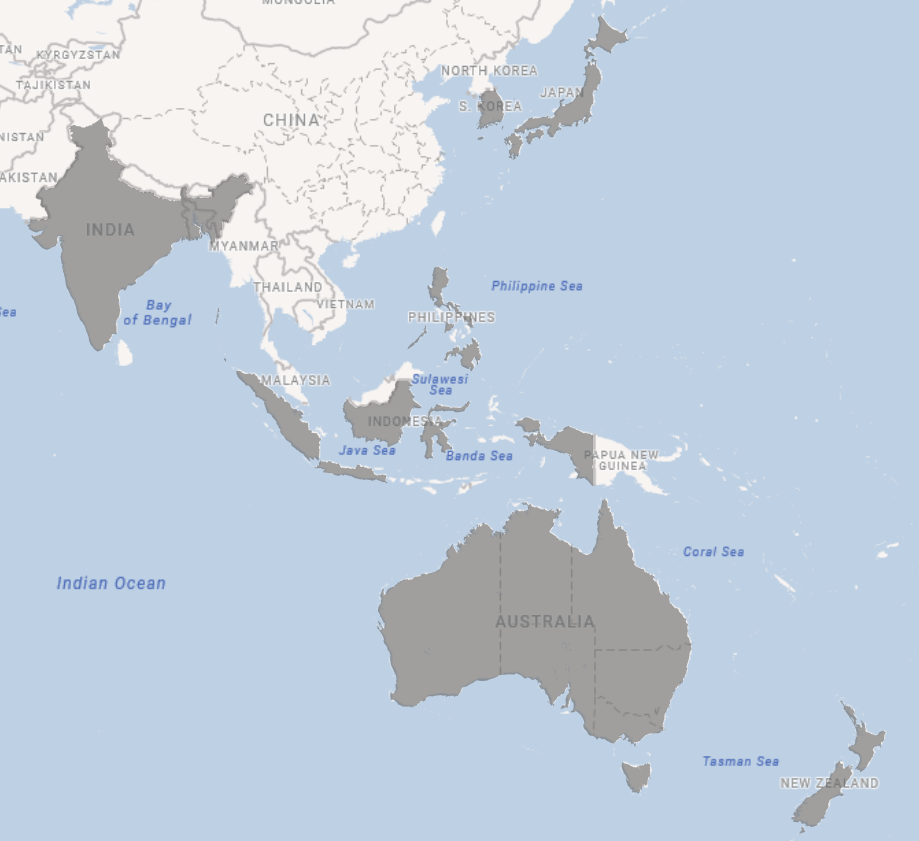 MONGOLIA
TAN
KYRGYZSTAN
TAJIKISTAN
NISTAN
AKISTAN
CHINA
NORTH KOREA
S. KOREA
JAPAN
INDIA
MYANMAR
THAILAND
VIETNAM
Sea
Bay
of Bengal
Philippine Sea
PHILIPPINES
MALAYSIA
Sulawesi
Sea
INDONESIA
Java Sea
Banda Sea
PAPUA NEW
GUINEA
Coral Sea
Indian Ocean
AUSTRALIA
Tasman Sea
NEW ZEALAND